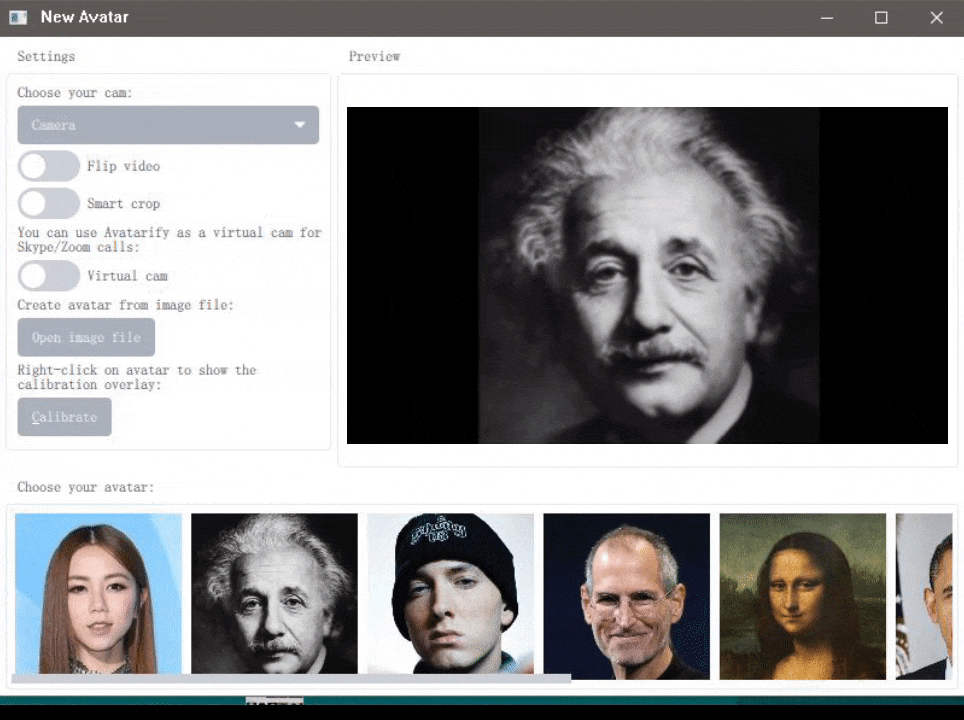 New Avatar
Settings
Preview
Choose your cam:
Camera
Flip video
Smart crop
You can use Avatarify as a virtual cam for
Skype/Zoom calls:
Virtual cam
Create avatar from image file:
Open image file
Right-click on avatar to show the
calibration overlay:
Calibrate
Choose your avatar: